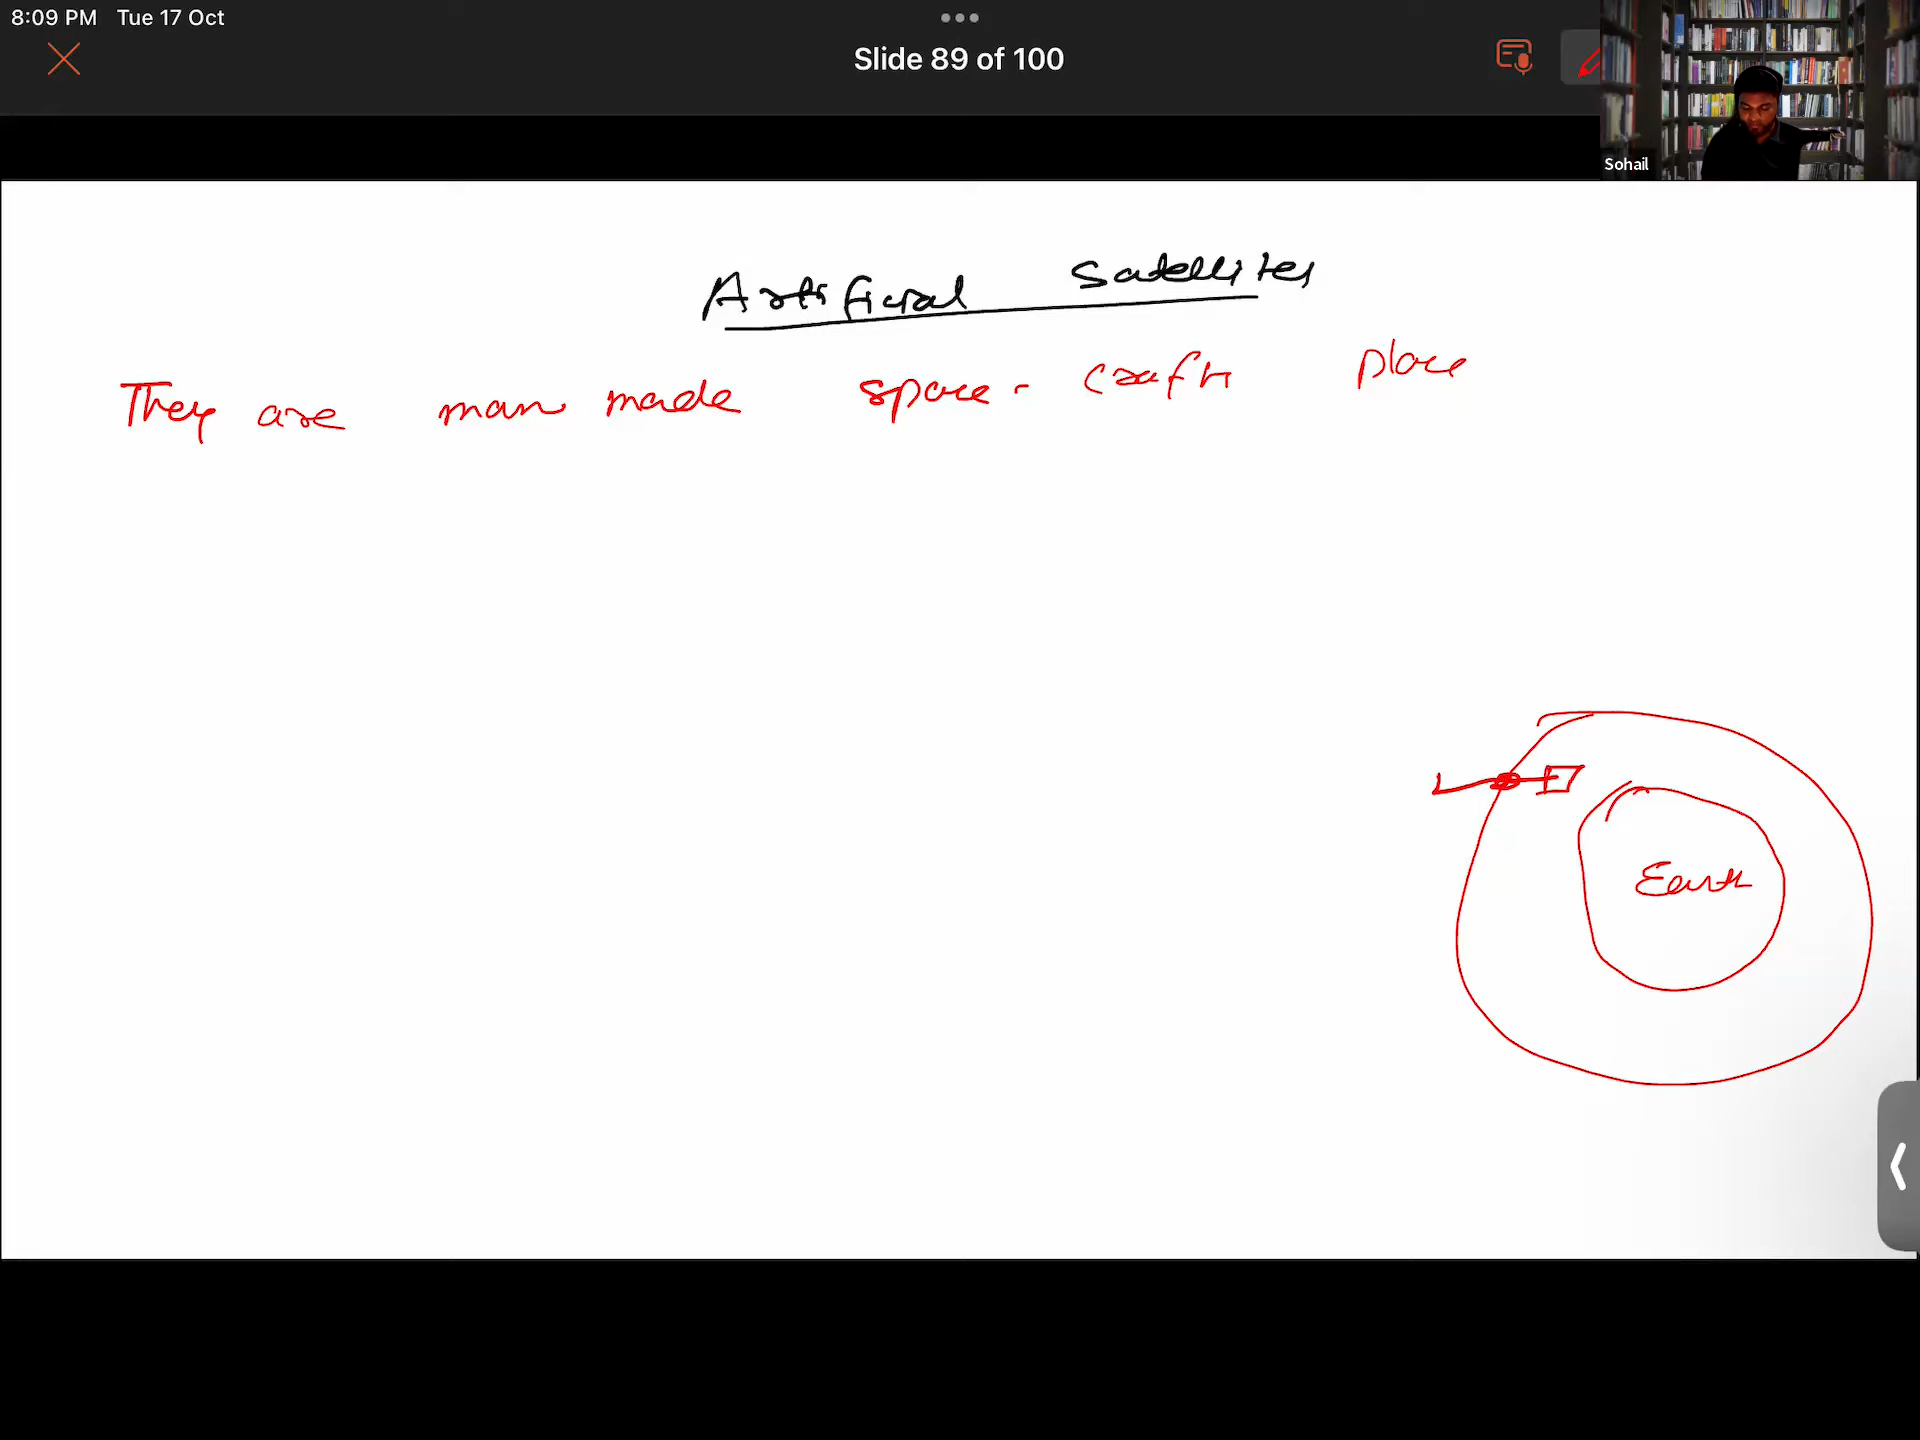 8:09 PM Tue 17 Oct
Slide 89 of 100
Sohail
Artificial Satellites
They are man made space-crafts place
Earth